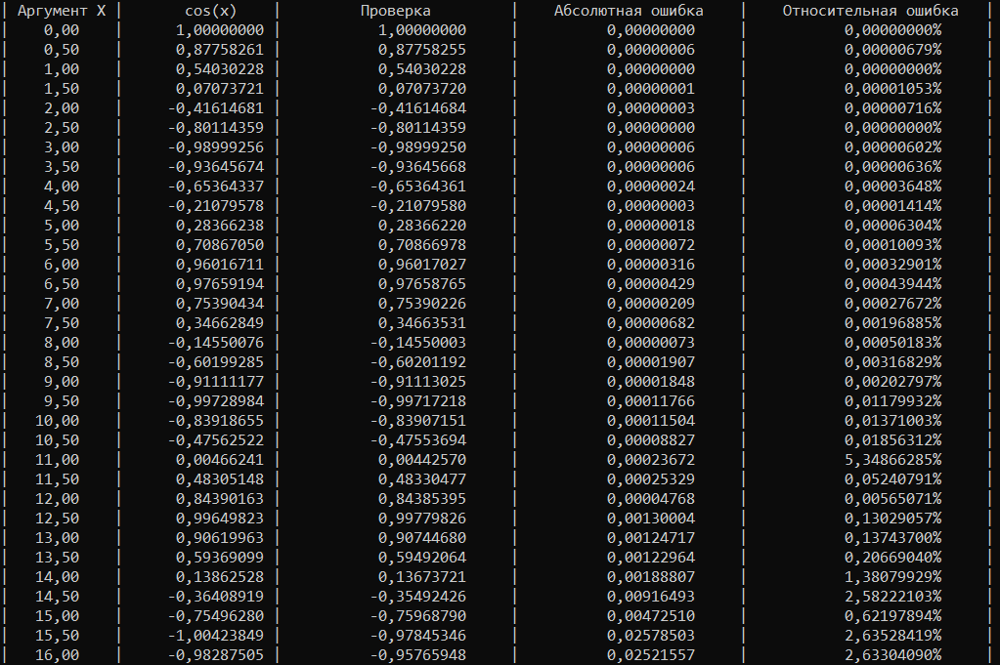 | Аргумент X | cos(x) | Проверка | Абсолютная ошибка | Относительная ошибка |
| 0,00 | 1,00000000 | 1,00000000 | 0,00000000 | 0,00000000% |
| 0,50 | 0,87758261 | 0,87758255 | 0,00000006 | 0,00000679% |
| 1,00 | 0,54030228 | 0,54030228 | 0,00000000 | 0,00000000% |
| 1,50 | 0,07073721 | 0,07073720 | 0,00000001 | 0,00001053% |
| 2,00 | -0,41614681 | -0,41614684 | 0,00000003 | 0,00000716% |
| 2,50 | -0,80114359 | -0,80114359 | 0,00000000 | 0,00000000% |
| 3,00 | -0,98999256 | -0,98999250 | 0,00000006 | 0,00000602% |
| 3,50 | -0,93645674 | -0,93645668 | 0,00000006 | 0,00000636% |
| 4,00 | -0,65364337 | -0,65364361 | 0,00000024 | 0,00003648% |
| 4,50 | -0,21079578 | -0,21079580 | 0,00000003 | 0,00001414% |
| 5,00 | 0,28366238 | 0,28366220 | 0,00000018 | 0,00006304% |
| 5,50 | 0,70867050 | 0,70866978 | 0,00000072 | 0,00010093% |
| 6,00 | 0,96016711 | 0,96017027 | 0,00000316 | 0,00032901% |
| 6,50 | 0,97659194 | 0,97658765 | 0,00000429 | 0,00043944% |
| 7,00 | 0,75390434 | 0,75390226 | 0,00000209 | 0,00027672% |
| 7,50 | 0,34662849 | 0,34663531 | 0,00000682 | 0,00196885% |
| 8,00 | -0,14550076 | -0,14550003 | 0,00000073 | 0,00050183% |
| 8,50 | -0,60199285 | -0,60201192 | 0,00001907 | 0,00316829% |
| 9,00 | -0,91111177 | -0,91113025 | 0,00001848 | 0,00202797% |
| 9,50 | -0,99728984 | -0,99717218 | 0,00011766 | 0,01179932% |
| 10,00 | -0,83918655 | -0,83907151 | 0,00011504 | 0,01371003% |
| 10,50 | -0,47562522 | -0,47553694 | 0,00008827 | 0,01856312% |
| 11,00 | 0,00466241 | 0,00442570 | 0,00023672 | 5,34866285% |
| 11,50 | 0,48305148 | 0,48330477 | 0,00025329 | 0,05240791% |
| 12,00 | 0,84390163 | 0,84385395 | 0,00004768 | 0,00565071% |
| 12,50 | 0,99649823 | 0,99779826 | 0,00130004 | 0,13029057% |
| 13,00 | 0,90619963 | 0,90744680 | 0,00124717 | 0,13743700% |
| 13,50 | 0,59369099 | 0,59492064 | 0,00122964 | 0,20669040% |
| 14,00 | 0,13862528 | 0,13673721 | 0,00188807 | 1,38079929% |
| 14,50 | -0,36408919 | -0,35492426 | 0,00916493 | 2,58222103% |
| 15,00 | -0,75496280 | -0,75968790 | 0,00472510 | 0,62197894% |
| 15,50 | -1,00423849 | -0,97845346 | 0,02578503 | 2,63528419% |
| 16,00 | -0,98287505 | -0,95765948 | 0,02521557 | 2,63304090% |